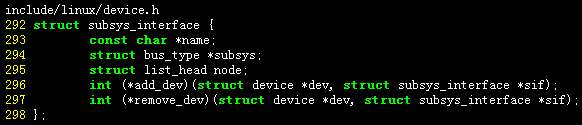 include/linux/device.h
292 struct subsys_interface {
293         const char *name;
294         struct bus_type *subsys;
295         struct list_head node;
296         int (*add_dev)(struct device *dev, struct subsys_interface *sif);
297         int (*remove_dev)(struct device *dev, struct subsys_interface *sif);
298 };